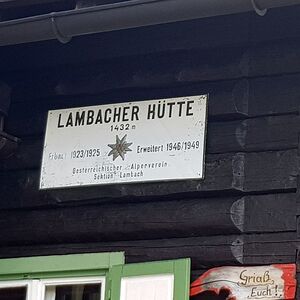 LAMBACHER HÜTTE
1432 m
Erbaut 1923/1925 Erweitert 1946/1949
Oesterreichischer Alpenverein
Sektion Lambach
Griaß
Euch!